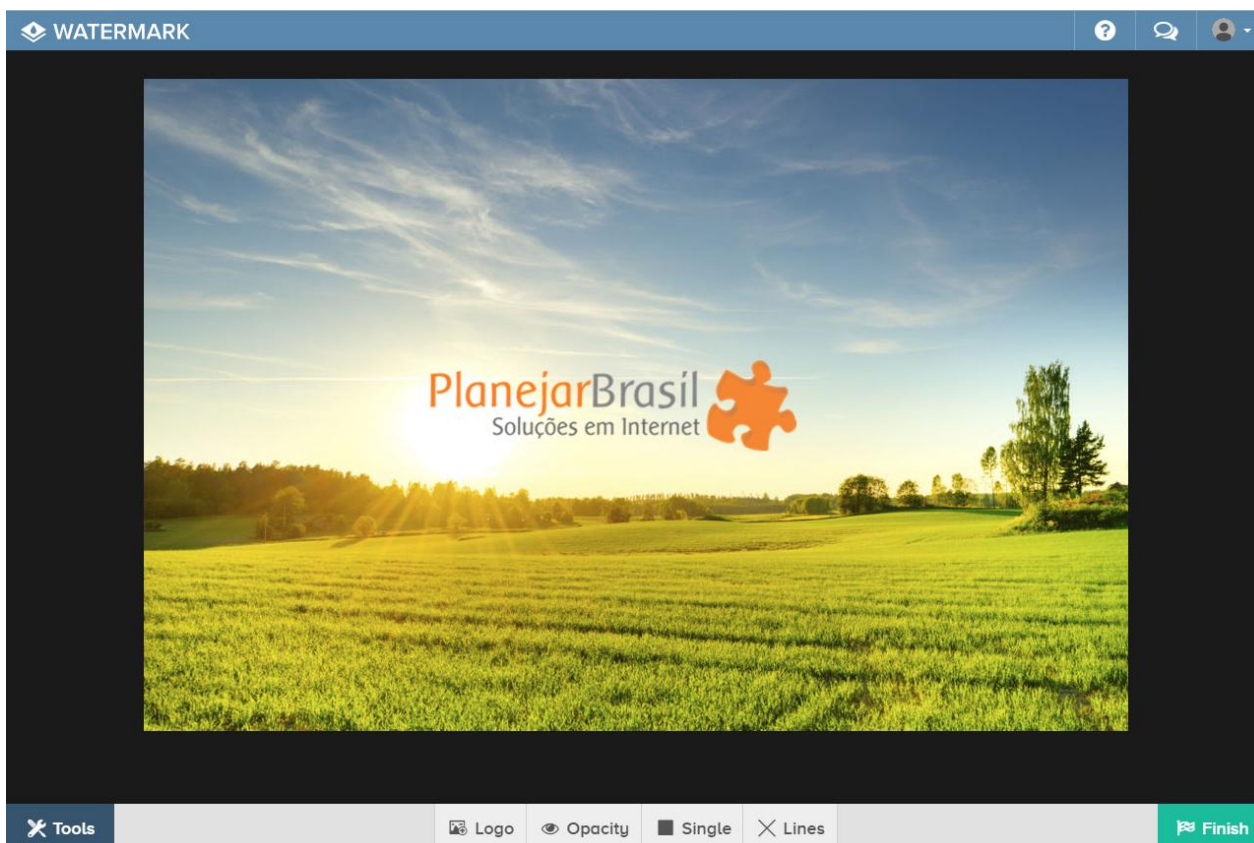 WATERMARK
PlanejarBrasil
Soluções em Internet
Tools
Logo
Opacity
Single
Lines
Finish